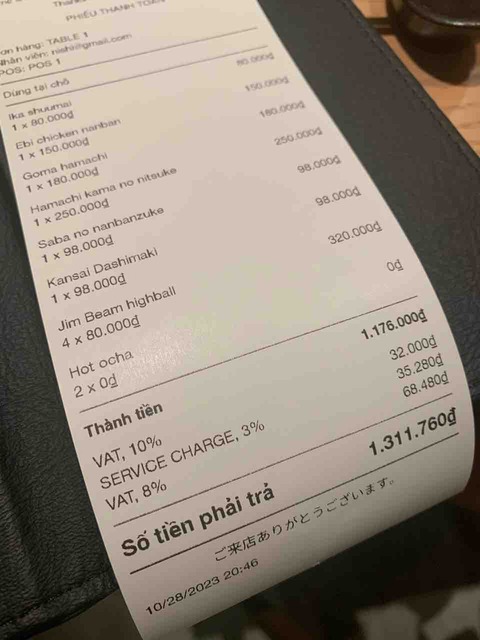 PHIẾU THANH TOÁN
hàng: TABLE 1
nishi@gmail.com
POS: POS 1
Dùng tại chỗ
Ika shuumai
1 x 80.000₫ 80.000₫
Ebi chicken nanban
1 x 150.000₫ 150.000₫
Goma hamachi
1 x 180.000₫ 180.000₫
Hamachi kama no nitsuke
1 x 250.000₫ 250.000₫
Saba no nanbanzuke
1 x 98.000₫ 98.000₫
Kansai Dashimaki
1 x 98.000₫ 98.000₫
Jim Beam highball
4 x 80.000₫ 320.000₫
Hot ocha
2 x 0₫ 0₫
Thành tiền 1.176.000₫
VAT, 10% 32.000₫
SERVICE CHARGE, 3% 35.280₫
VAT, 8% 68.480₫
Số tiền phải trả 1.311.760₫
ご来店ありがとうございます。
10/28/2023 20:46